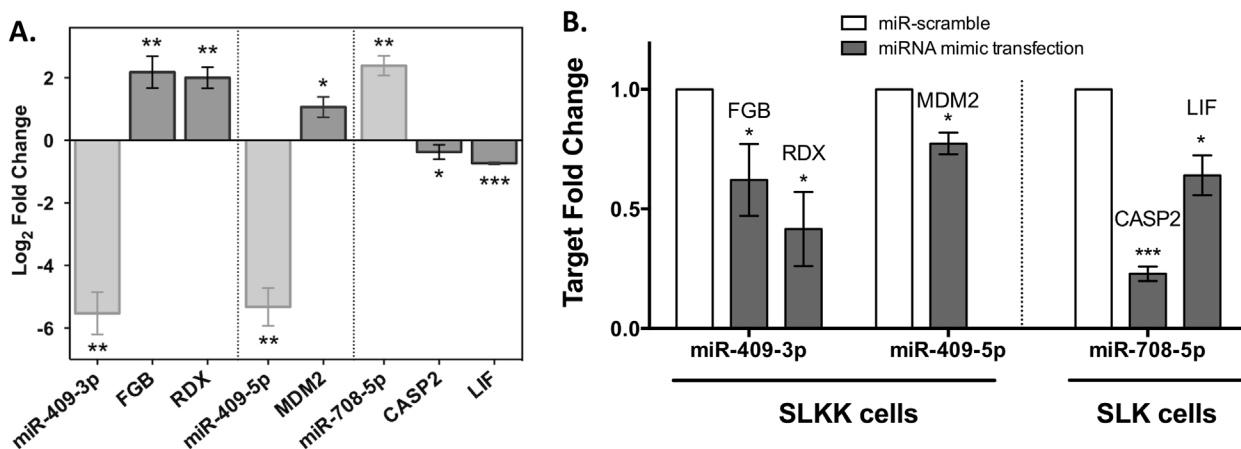 A.
Log2 Fold Change
2
0
-2
-4
-6
**
**
**
**
*
**
*
***
miR-409-3p
FGB
RDX
miR-409-5p
MDM2
miR-708-5p
CASP2
LIF
B.
miR-scramble
miRNA mimic transfection
Target Fold Change
1.0
0.5
0.0
FGB
*
RDX
*
MDM2
*
CASP2
***
LIF
*
miR-409-3p
miR-409-5p
miR-708-5p
SLKK cells
SLK cells